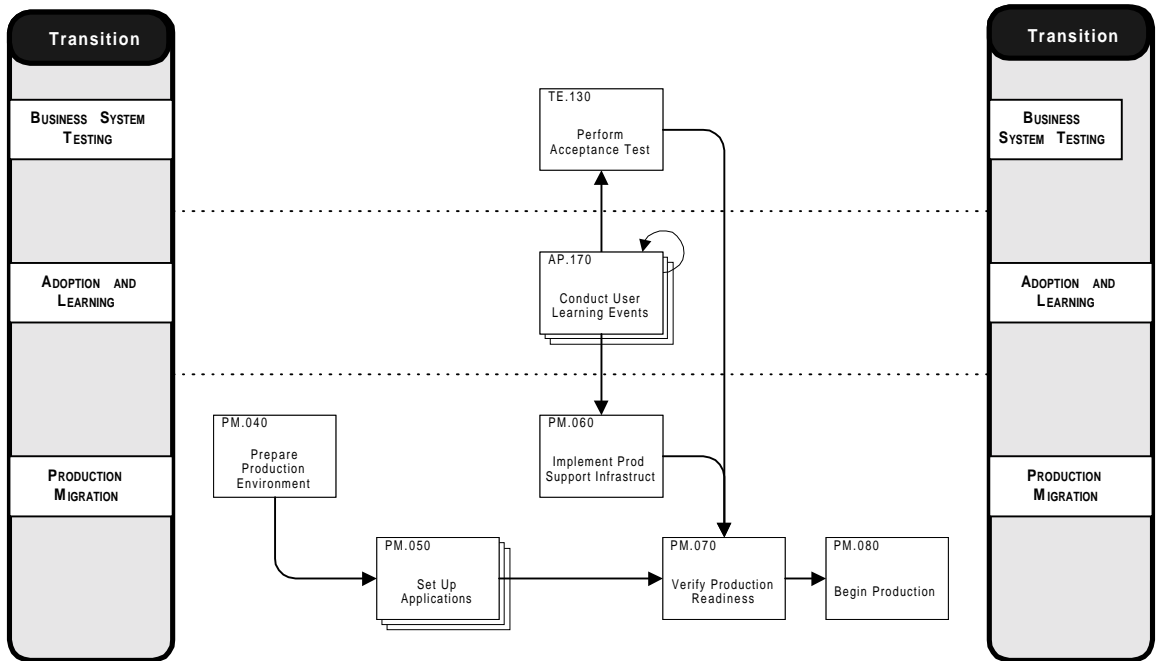 Transition
Transition
TE.130
Perform
Acceptance Test
BUSINESS SYSTEM
TESTING
BUSINESS
SYSTEM TESTING
AP.170
Conduct User
Learning Events
ADOPTION AND
LEARNING
ADOPTION AND
LEARNING
PM.040
Prepare
Production
Environment
PM.060
Implement Prod
Support Infrastruct
PRODUCTION
MIGRATION
PRODUCTION
MIGRATION
PM.050
Set Up
Applications
PM.070
Verify Production
Readiness
PM.080
Begin Production